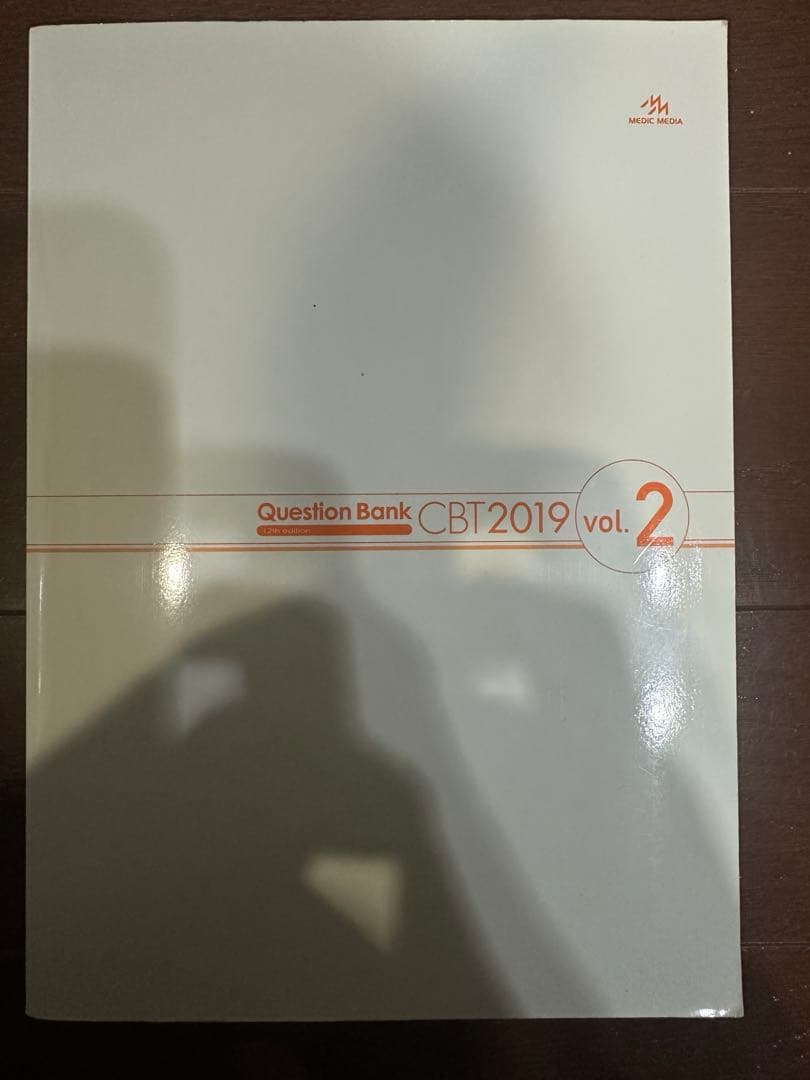 MEDIC MEDIA
Question Bank CBT2019 vol.2
12th edition